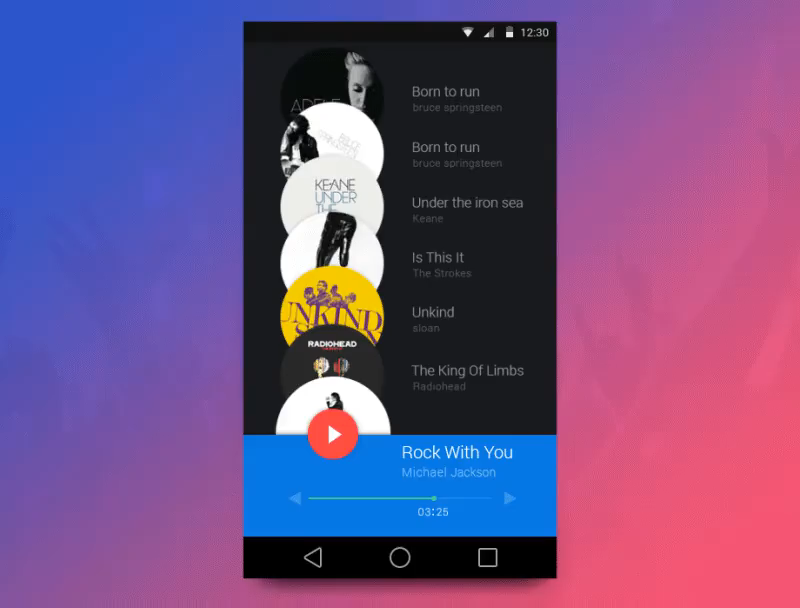 12:30
ADELE
Born to run
bruce springsteen
BRUCE
SPRINGSTEEN
Born to run
bruce springsteen
KEANE
UNDER
THE
Under the iron sea
Keane
Is This It
The Strokes
UNKIND
Unkind
sloan
RADIOHEAD
The King Of Limbs
Radiohead
Rock With You
Michael Jackson
03:25